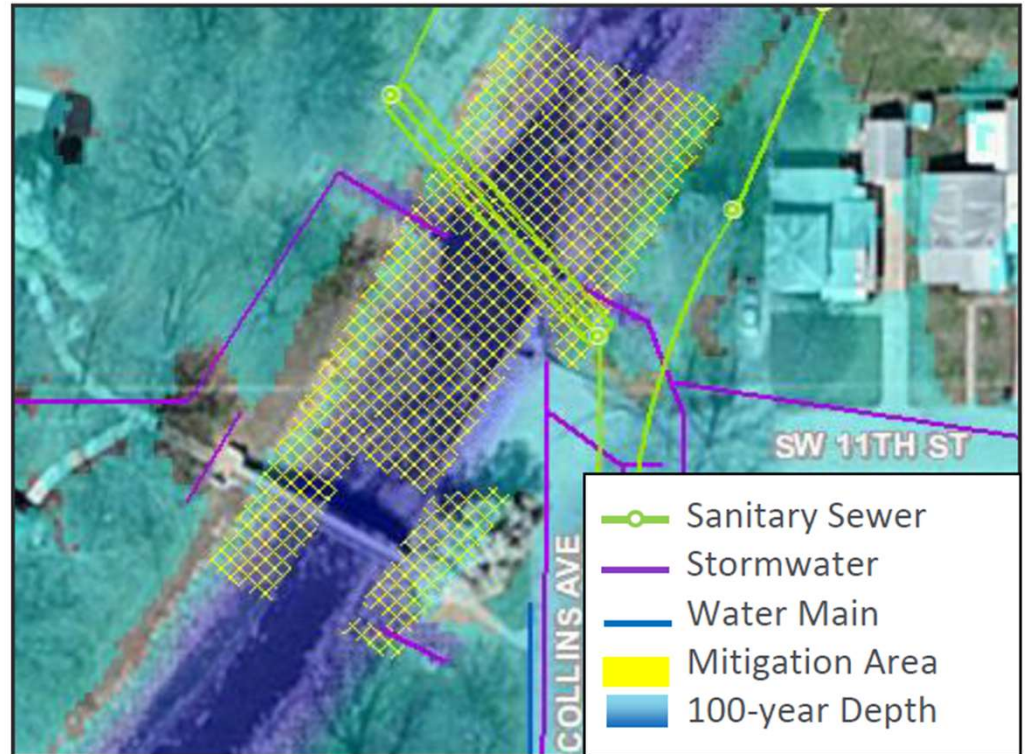 SW 11TH ST
COLLINS AVE
Sanitary Sewer
Stormwater
Water Main
Mitigation Area
100-year Depth